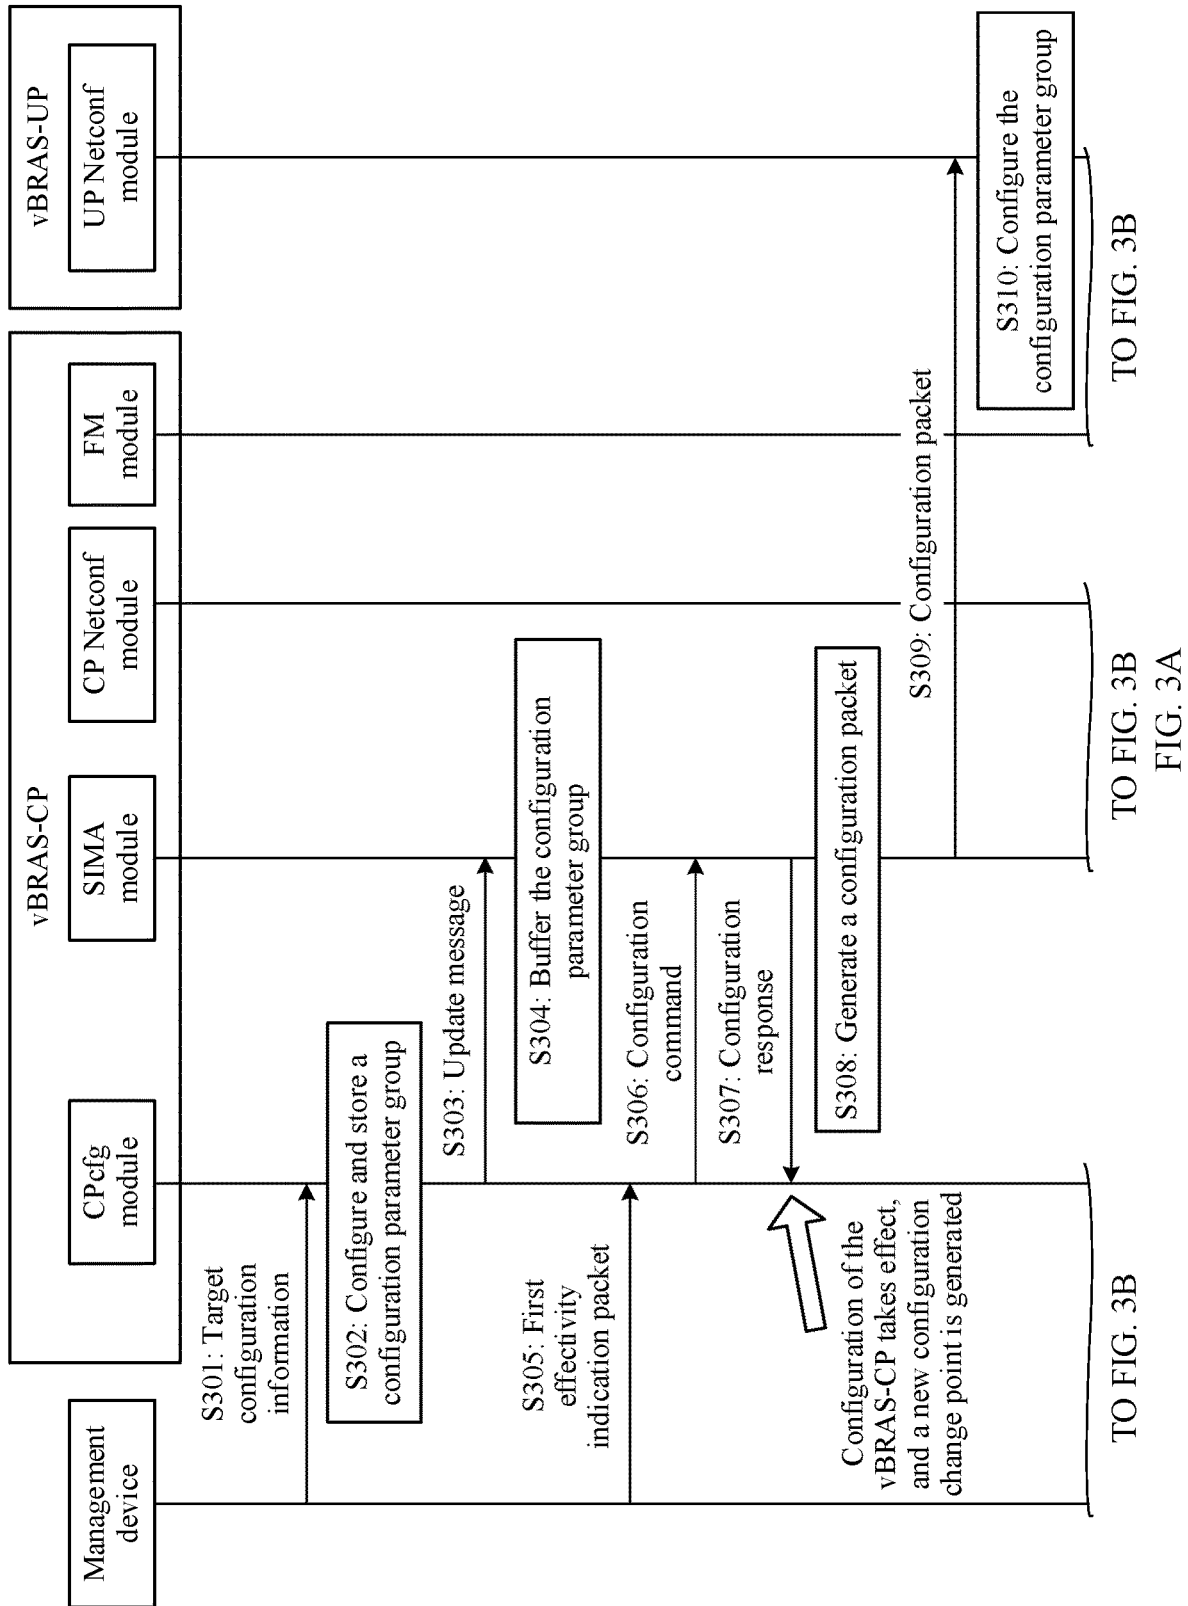 vBRAS-CP
vBRAS-UP
Management
device
CPcfg
module
SIMA
module
CP Netconf
module
FM
module
UP Netconf
module
S301: Target
configuration
information
S302: Configure and store a
configuration parameter group
S303: Update message
S304: Buffer the configuration
parameter group
S305: First
effectivity
indication packet
S306: Configuration
command
S307: Configuration
response
Configuration of the
vBRAS-CP takes effect,
and a new configuration
change point is generated
S308: Generate a configuration packet
S309: Configuration packet
S310: Configure the
configuration parameter group
TO FIG. 3B
TO FIG. 3B
TO FIG. 3B
FIG. 3A